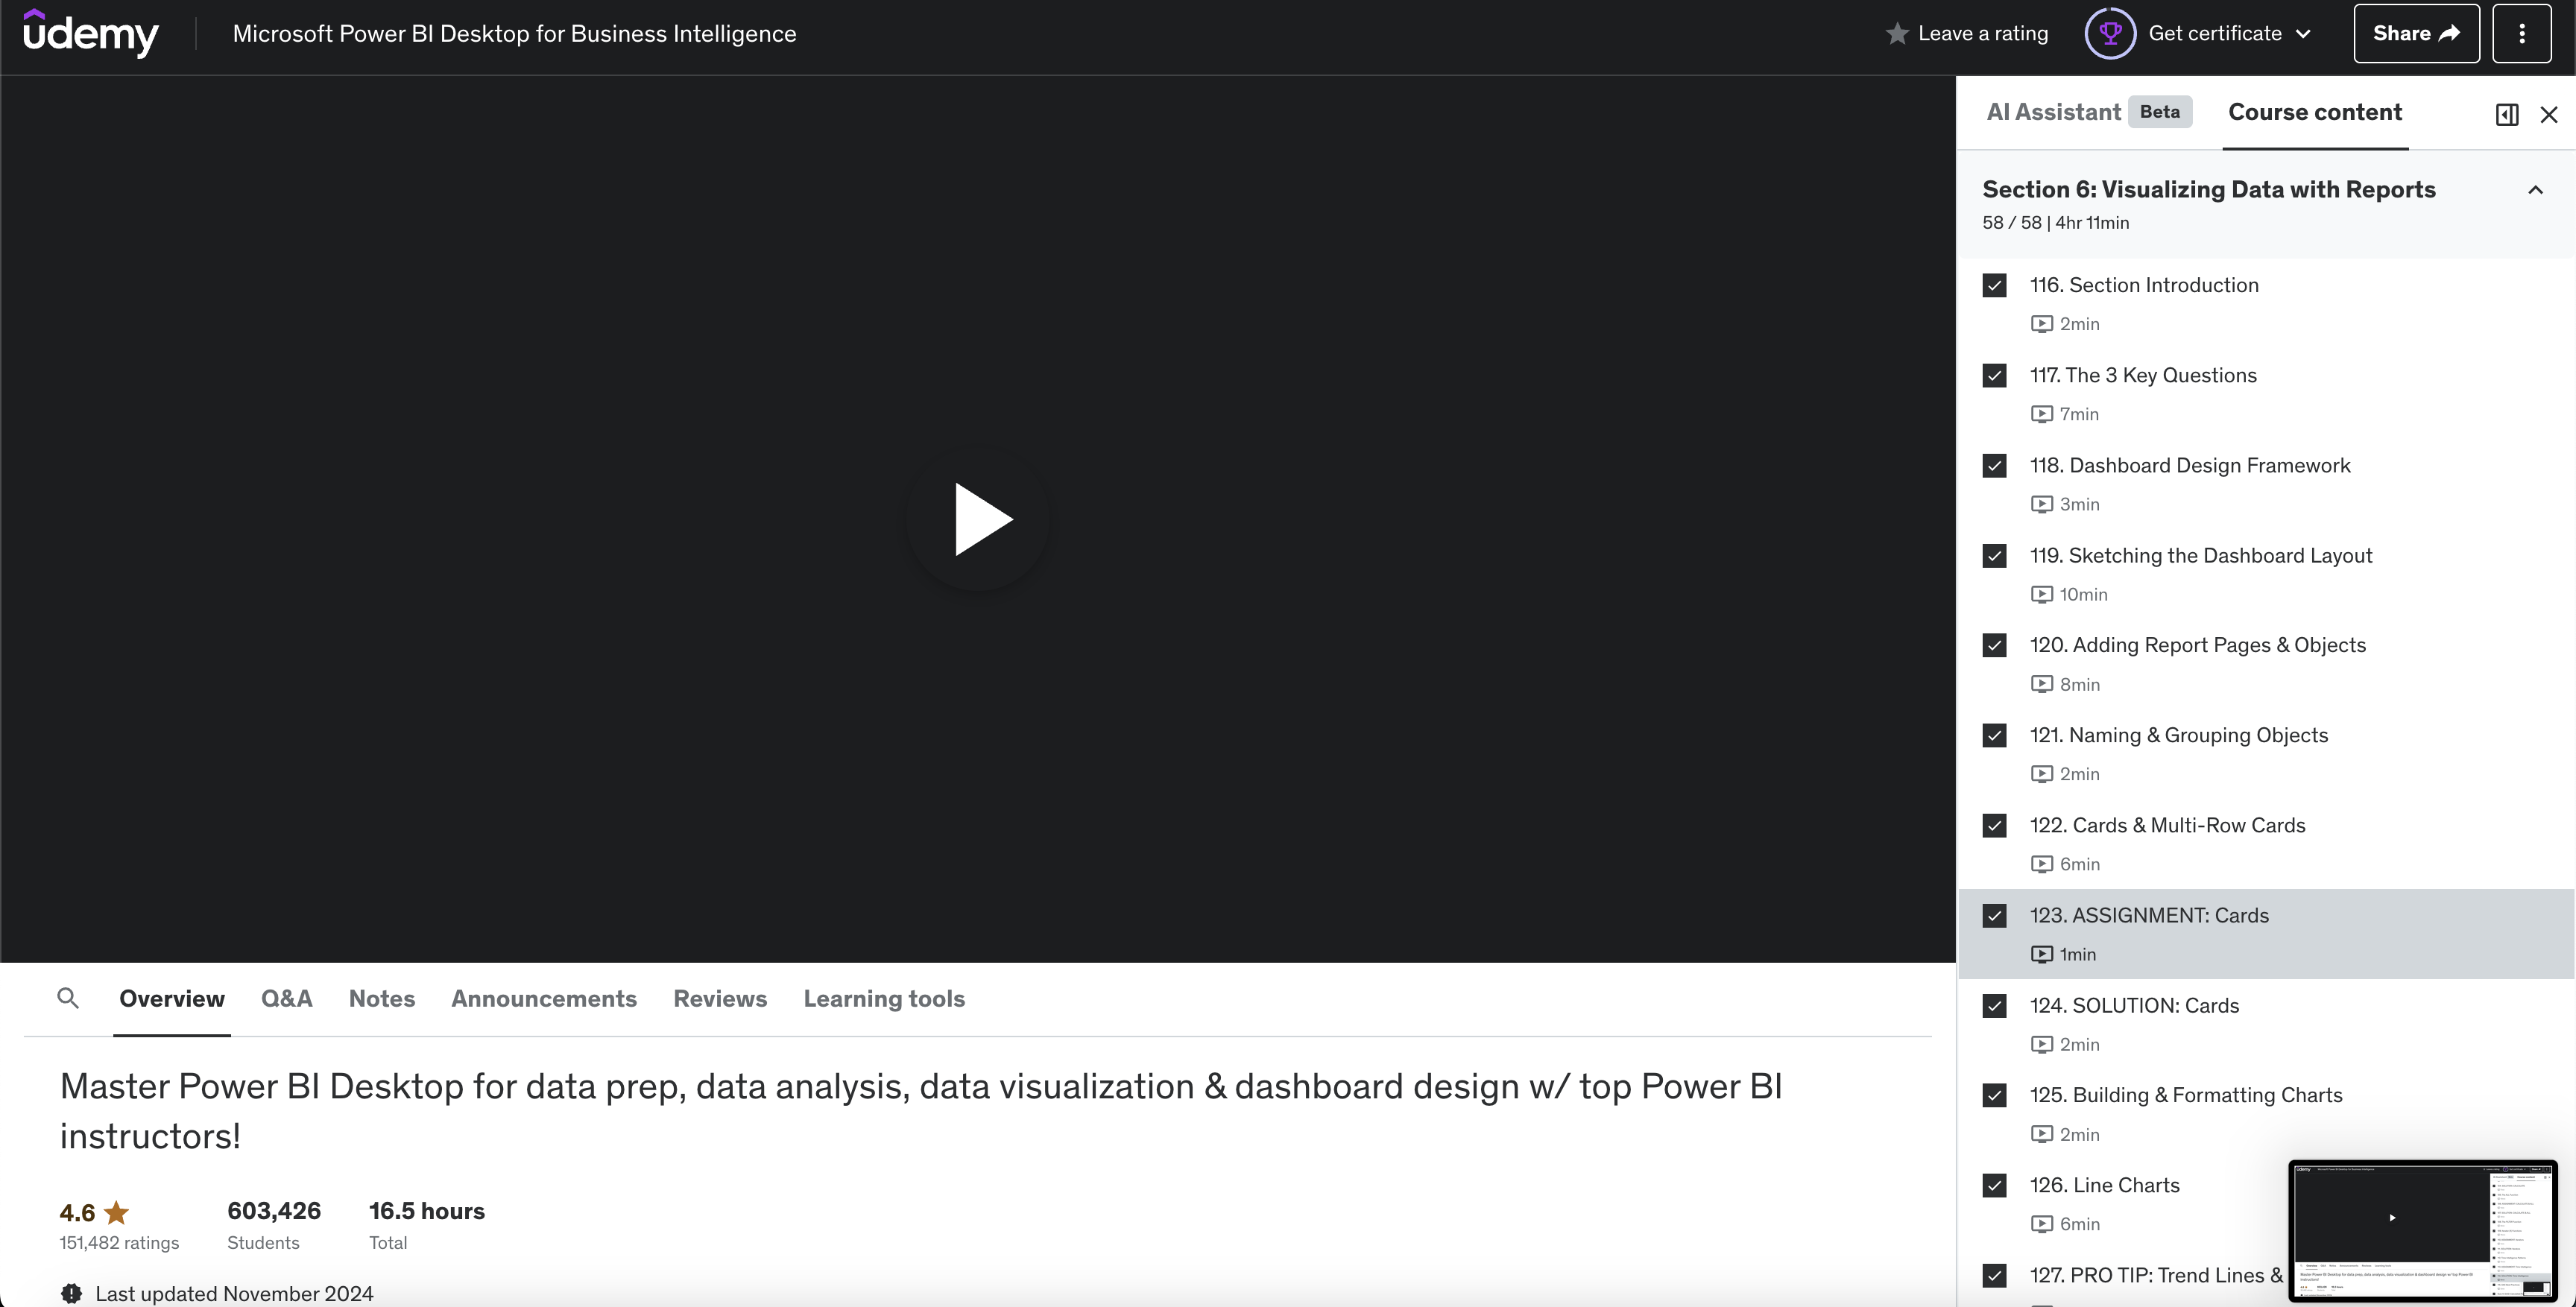 udemy
Microsoft Power BI Desktop for Business Intelligence
Leave a rating
Get certificate
Share
AI Assistant Beta
Course content
Section 6: Visualizing Data with Reports
58 / 58 | 4hr 11min
116. Section Introduction
2min
117. The 3 Key Questions
7min
118. Dashboard Design Framework
3min
119. Sketching the Dashboard Layout
10min
120. Adding Report Pages & Objects
8min
121. Naming & Grouping Objects
2min
122. Cards & Multi-Row Cards
6min
123. ASSIGNMENT: Cards
1min
124. SOLUTION: Cards
2min
125. Building & Formatting Charts
2min
126. Line Charts
6min
127. PRO TIP: Trend Lines &
Overview
Q&A
Notes
Announcements
Reviews
Learning tools
Master Power BI Desktop for data prep, data analysis, data visualization & dashboard design w/ top Power BI
instructors!
4.6
151,482 ratings
603,426
Students
16.5 hours
Total
Last updated November 2024